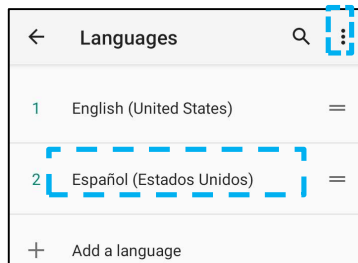 Languages
1 English (United States)
2 Español (Estados Unidos)
Add a language